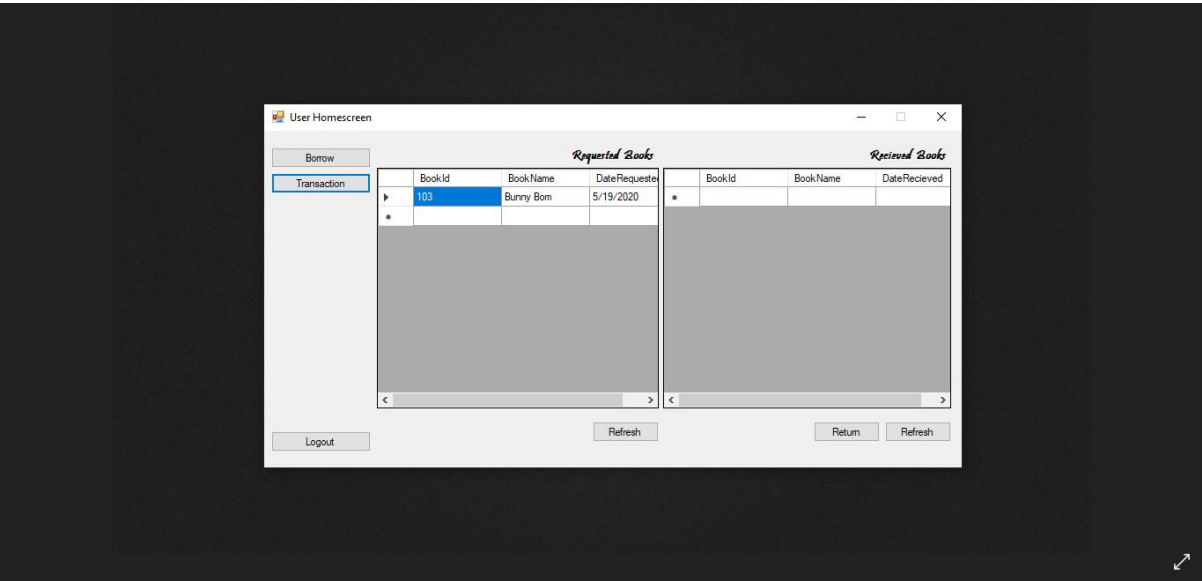 User Homescreen
Borrow
Transaction
Logout
Requested Books
BookId BookName DateRequested
103 Bunny Bom 5/19/2020
Refresh
Recieved Books
BookId BookName DateRecieved
Return Refresh